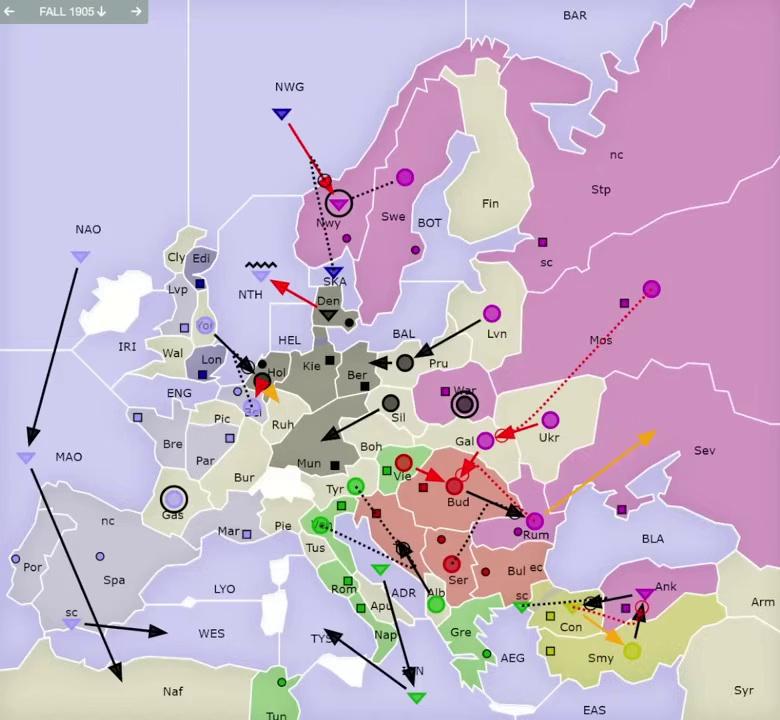 ← FALL 1905↓ →
BAR
NWG
nc
Stp
Fin
Nwy
Swe
BOT
NAO
Cly
Edi
sc
SKA
NTH
Den
Lvp
Lvn
Yor
Mos
IRI
Wal
Lon
HEL
BAL
Pru
Hol
Kie
Ber
War
ENG
Bel
Sil
Pic
Ruh
Ukr
Bre
Gal
Boh
Sev
Par
Mun
MAO
Bur
Vie
Tyr
Bud
Gas
Ven
Rum
nc
Mar
Pie
Tus
BLA
Por
Spa
Ser
Bul
ec
LYO
Rom
ADR
Alb
Ank
sc
Apu
sc
Arm
Con
WES
TYS
Nap
Gre
AEG
Smy
ION
Naf
Syr
Tun
EAS